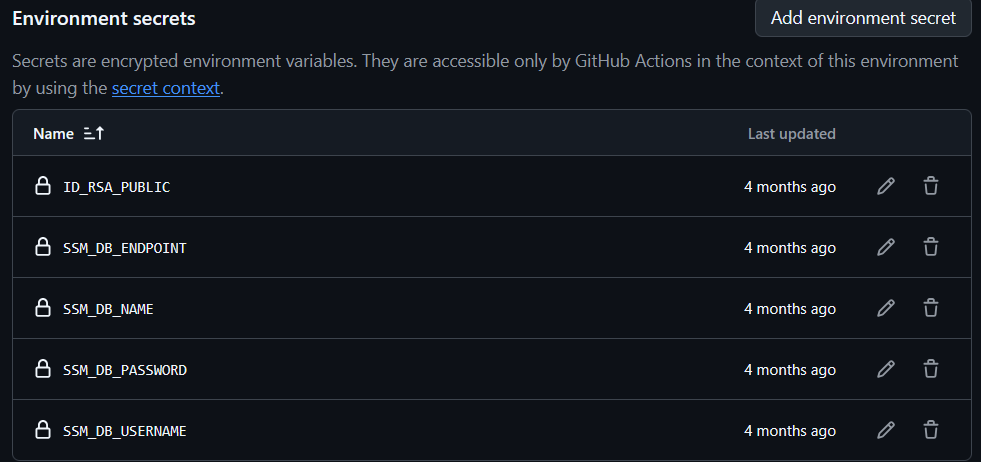 Environment secrets
Add environment secret
Secrets are encrypted environment variables. They are accessible only by GitHub Actions in the context of this environment
by using the secret context.
Name Last updated
ID_RSA_PUBLIC 4 months ago
SSM_DB_ENDPOINT 4 months ago
SSM_DB_NAME 4 months ago
SSM_DB_PASSWORD 4 months ago
SSM_DB_USERNAME 4 months ago